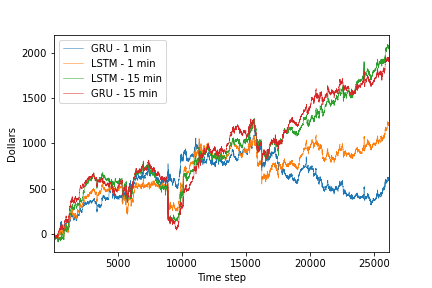 GRU - 1 min
LSTM - 1 min
LSTM - 15 min
GRU - 15 min
2000
1500
1000
500
0
Dollars
5000 10000 15000 20000 25000
Time step